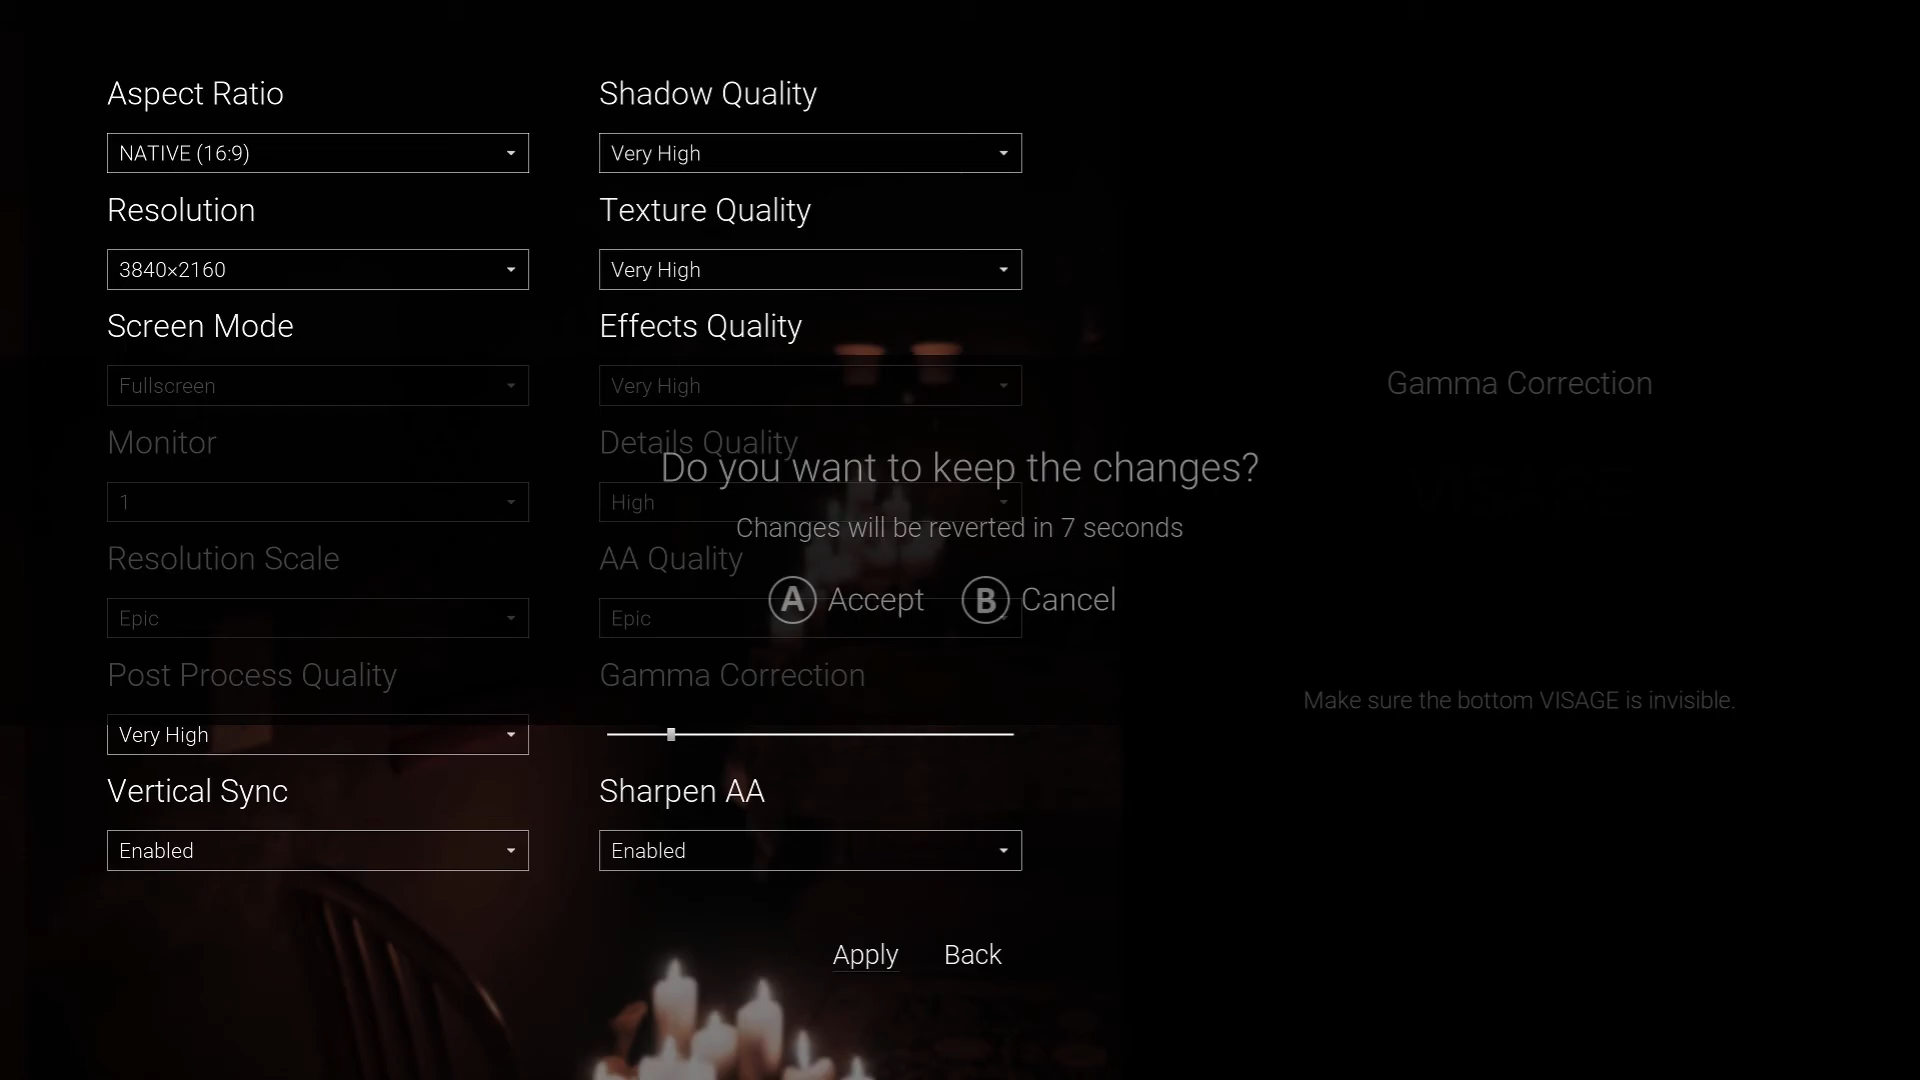 Aspect Ratio
NATIVE (16:9)
Resolution
3840×2160
Screen Mode
Fullscreen
Monitor
1
Resolution Scale
Epic
Post Process Quality
Very High
Vertical Sync
Enabled
Shadow Quality
Very High
Texture Quality
Very High
Effects Quality
Very High
Details Quality
High
AA Quality
Epic
Gamma Correction
Sharpen AA
Enabled
Apply
Back
Do you want to keep the changes?
Changes will be reverted in 7 seconds
A Accept
B Cancel
Gamma Correction
VISAGE
Make sure the bottom VISAGE is invisible.